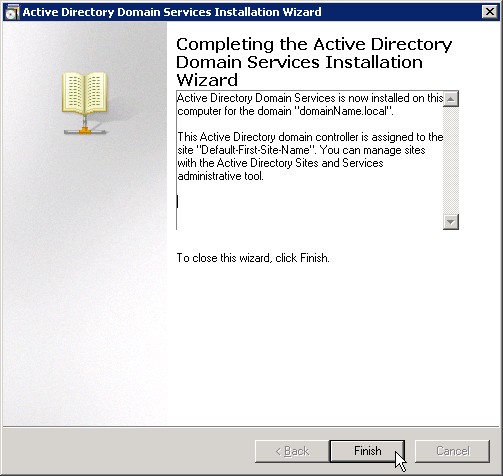 Active Directory Domain Services Installation Wizard
Completing the Active Directory
Domain Services Installation
Wizard
Active Directory Domain Services is now installed on this
computer for the domain "domainName.local".
This Active Directory domain controller is assigned to the
site "Default-First-Site-Name". You can manage sites
with the Active Directory Sites and Services
administrative tool.
To close this wizard, click Finish.
< Back
Finish
Cancel